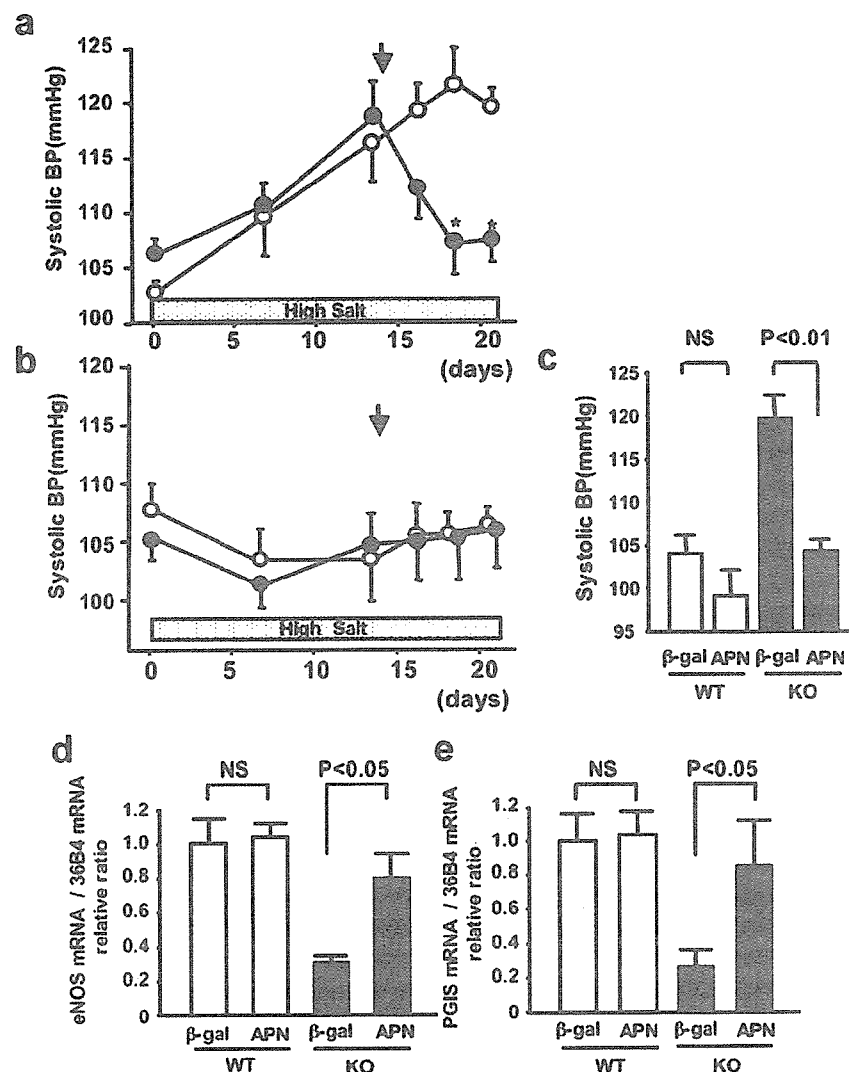 a
Systolic BP(mmHg)
125
120
115
110
105
100
* *
High Salt
0 5 10 15 20
(days)
b
Systolic BP(mmHg)
120
115
110
105
100
High Salt
0 5 10 15 20
(days)
c
NS P<0.01
Systolic BP(mmHg)
125
120
115
110
105
100
95
β-gal APN β-gal APN
WT KO
d
NS P<0.05
eNOS mRNA / 36B4 mRNA
relative ratio
1.2
1.0
0.8
0.6
0.4
0.2
0
β-gal APN β-gal APN
WT KO
e
NS P<0.05
PGIS mRNA / 36B4 mRNA
relative ratio
1.2
1.0
0.8
0.6
0.4
0.2
0
β-gal APN β-gal APN
WT KO